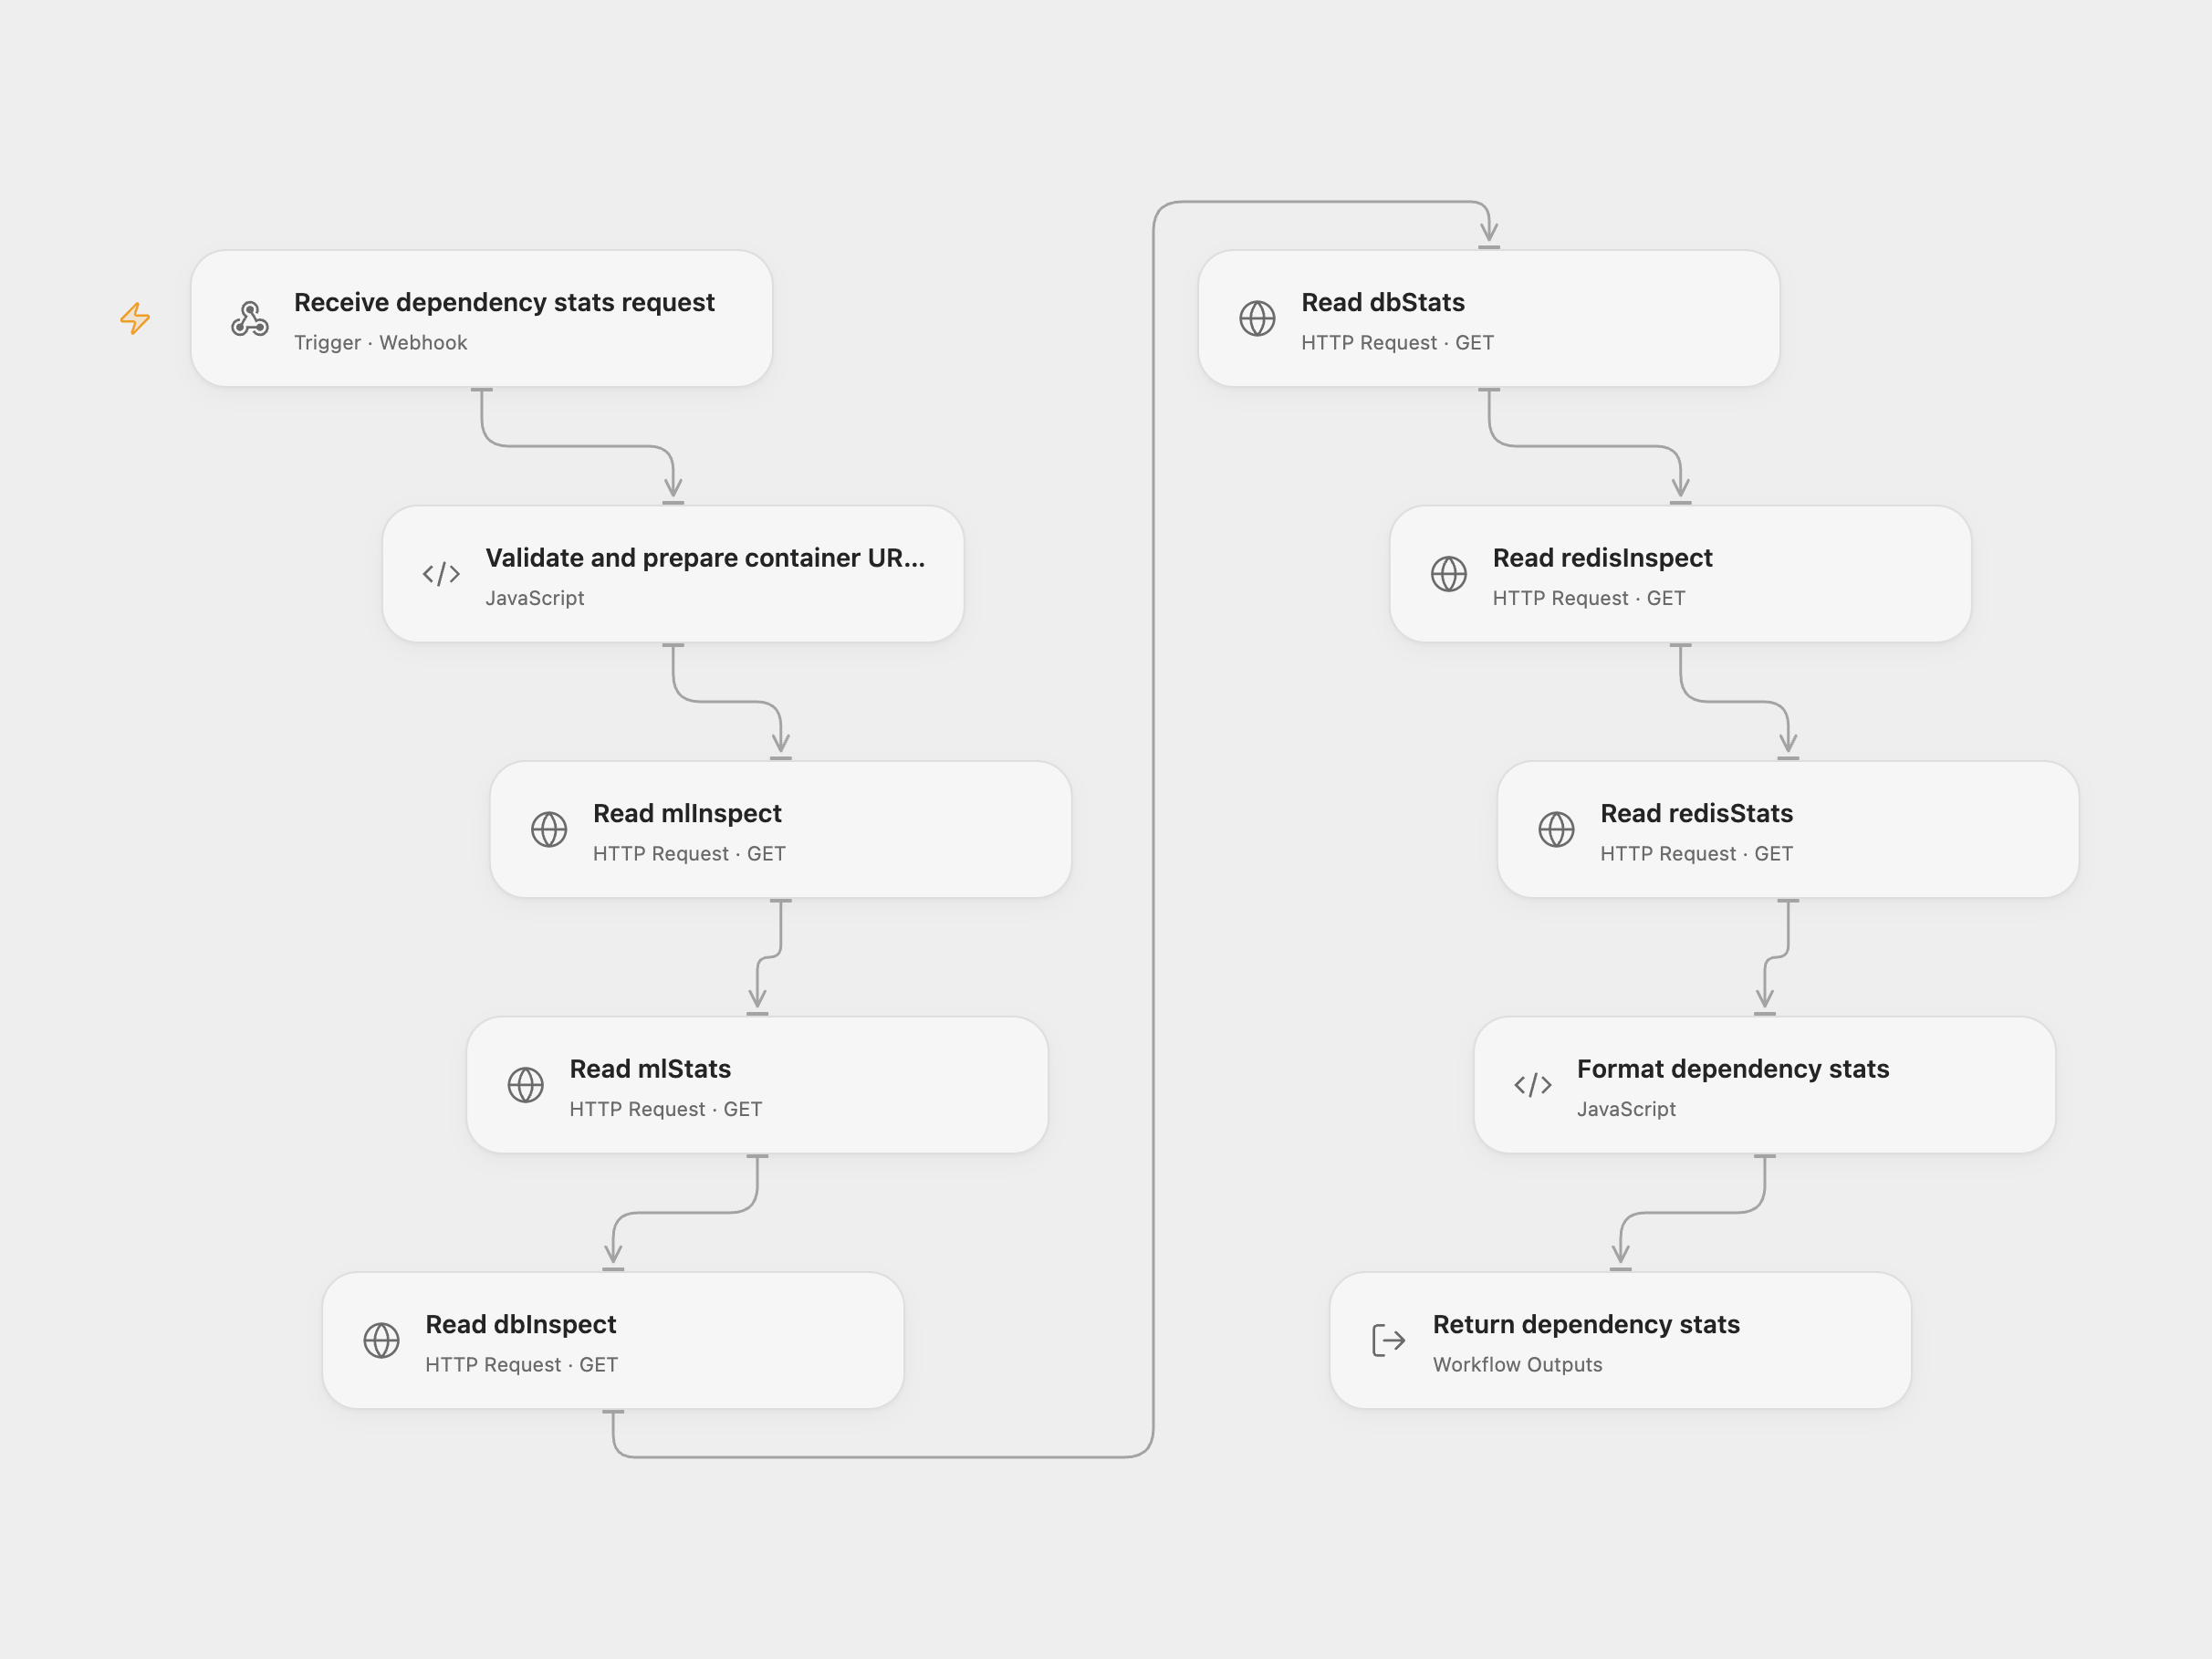 Receive dependency stats request
Trigger · Webhook
Validate and prepare container UR...
JavaScript
Read mlInspect
HTTP Request · GET
Read mlStats
HTTP Request · GET
Read dbInspect
HTTP Request · GET
Read dbStats
HTTP Request · GET
Read redisInspect
HTTP Request · GET
Read redisStats
HTTP Request · GET
Format dependency stats
JavaScript
Return dependency stats
Workflow Outputs